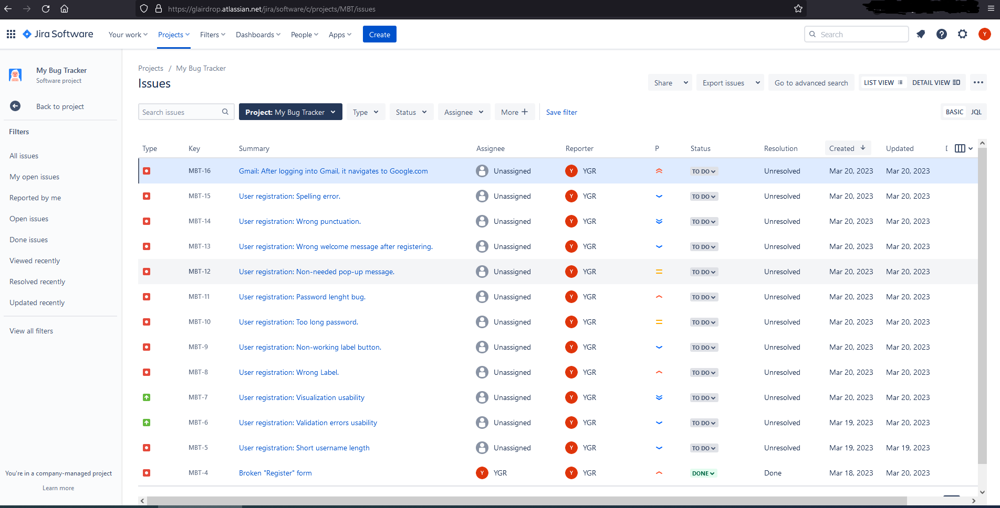 https://glairdrop.atlassian.net/jira/software/c/projects/MBT/issues
Jira Software Your work Projects Filters Dashboards People Apps Create Search Y
My Bug Tracker
Software project
Back to project
Filters
All issues
My open issues
Reported by me
Open issues
Done issues
Viewed recently
Resolved recently
Updated recently
View all filters
You're in a company-managed project
Learn more
Projects / My Bug Tracker
Issues
Share Export issues Go to advanced search LIST VIEW DETAIL VIEW
Search issues Project: My Bug Tracker Type Status Assignee More + Save filter BASIC JQL
Type Key Summary Assignee Reporter P Status Resolution Created Updated
MBT-16 Gmail: After logging into Gmail, it navigates to Google.com Unassigned Y YGR TO DO Unresolved Mar 20, 2023 Mar 20, 2023
MBT-15 User registration: Spelling error. Unassigned Y YGR TO DO Unresolved Mar 20, 2023 Mar 20, 2023
MBT-14 User registration: Wrong punctuation. Unassigned Y YGR TO DO Unresolved Mar 20, 2023 Mar 20, 2023
MBT-13 User registration: Wrong welcome message after registering. Unassigned Y YGR TO DO Unresolved Mar 20, 2023 Mar 20, 2023
MBT-12 User registration: Non-needed pop-up message. Unassigned Y YGR TO DO Unresolved Mar 20, 2023 Mar 20, 2023
MBT-11 User registration: Password lenght bug. Unassigned Y YGR TO DO Unresolved Mar 20, 2023 Mar 20, 2023
MBT-10 User registration: Too long password. Unassigned Y YGR TO DO Unresolved Mar 20, 2023 Mar 20, 2023
MBT-9 User registration: Non-working label button. Unassigned Y YGR TO DO Unresolved Mar 20, 2023 Mar 20, 2023
MBT-8 User registration: Wrong Label. Unassigned Y YGR TO DO Unresolved Mar 20, 2023 Mar 20, 2023
MBT-7 User registration: Visualization usability Unassigned Y YGR TO DO Unresolved Mar 20, 2023 Mar 20, 2023
MBT-6 User registration: Validation errors usability Unassigned Y YGR TO DO Unresolved Mar 19, 2023 Mar 20, 2023
MBT-5 User registration: Short username length Unassigned Y YGR TO DO Unresolved Mar 19, 2023 Mar 19, 2023
MBT-4 Broken "Register" form Y YGR Y YGR DONE Done Mar 18, 2023 Mar 20, 2023